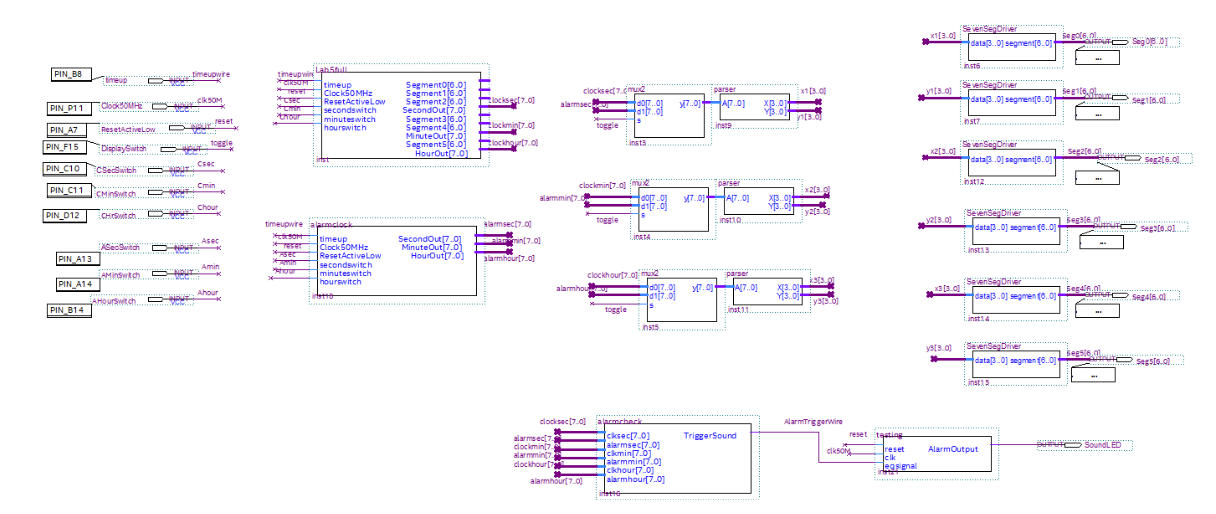 PIN_B8
timeup
INPUT
VCC
timeupwire
PIN_P11
Clock50MHz
INPUT
VCC
clk50M
PIN_A7
ResetActiveLow
INPUT
VCC
reset
PIN_F15
DisplaySwitch
INPUT
VCC
toggle
PIN_C10
CSecSwitch
INPUT
VCC
Csec
PIN_C11
CMinSwitch
INPUT
VCC
Cmin
PIN_D12
CHrSwitch
INPUT
VCC
Chour
PIN_A13
ASecSwitch
INPUT
VCC
Asec
PIN_A14
AMinSwitch
INPUT
VCC
Amin
PIN_B14
AHourSwitch
INPUT
VCC
Ahour
Lab5full
timeupwire
clk50M
reset
Csec
Cmin
Chour
timeup
Clock50MHz
ResetActiveLow
secondswitch
minuteswitch
hourswitch
Segment0[6..0]
Segment1[6..0]
Segment2[6..0]
SecondOut[7..0]
Segment3[6..0]
Segment4[6..0]
MinuteOut[7..0]
Segment5[6..0]
HourOut[7..0]
clocksec[7..0]
clockmin[7..0]
clockhour[7..0]
inst
alarmclock
timeupwire
clk50M
reset
Asec
Amin
Ahour
timeup
Clock50MHz
ResetActiveLow
secondswitch
minuteswitch
hourswitch
SecondOut[7..0]
MinuteOut[7..0]
HourOut[7..0]
alarmsec[7..0]
alarmmin[7..0]
alarmhour[7..0]
inst10
clocksec[7..0]
alarmsec[7..0]
toggle
mux2
d0[7..0]
d1[7..0]
s
y[7..0]
inst3
parser
A[7..0]
X[3..0]
Y[3..0]
inst9
x1[3..0]
y1[3..0]
clockmin[7..0]
alarmmin[7..0]
toggle
mux2
d0[7..0]
d1[7..0]
s
y[7..0]
inst4
parser
A[7..0]
X[3..0]
Y[3..0]
inst10
x2[3..0]
y2[3..0]
clockhour[7..0]
alarmhour[7..0]
toggle
mux2
d0[7..0]
d1[7..0]
s
y[7..0]
inst5
parser
A[7..0]
X[3..0]
Y[3..0]
inst11
x3[3..0]
y3[3..0]
x1[3..0]
SevenSegDriver
data[3..0] segment[6..0]
inst6
Seg0[6..0]
OUTPUT
Seg0[6..0]
...
y1[3..0]
SevenSegDriver
data[3..0] segment[6..0]
inst7
Seg1[6..0]
OUTPUT
Seg1[6..0]
...
x2[3..0]
SevenSegDriver
data[3..0] segment[6..0]
inst12
Seg2[6..0]
OUTPUT
Seg2[6..0]
...
y2[3..0]
SevenSegDriver
data[3..0] segment[6..0]
inst13
Seg3[6..0]
OUTPUT
Seg3[6..0]
...
x3[3..0]
SevenSegDriver
data[3..0] segment[6..0]
inst14
Seg4[6..0]
OUTPUT
Seg4[6..0]
...
y3[3..0]
SevenSegDriver
data[3..0] segment[6..0]
inst15
Seg5[6..0]
OUTPUT
Seg5[6..0]
...
clocksec[7..0]
alarmsec[7..0]
clockmin[7..0]
alarmmin[7..0]
clockhour[7..0]
alarmhour[7..0]
alarmcheck
clksec[7..0]
alarmsec[7..0]
clkmin[7..0]
alarmmin[7..0]
clkhour[7..0]
alarmhour[7..0]
TriggerSound
inst16
AlarmTriggerWire
reset
clk50M
testing
reset
clk
eqsignal
AlarmOutput
OUTPUT
SoundLED